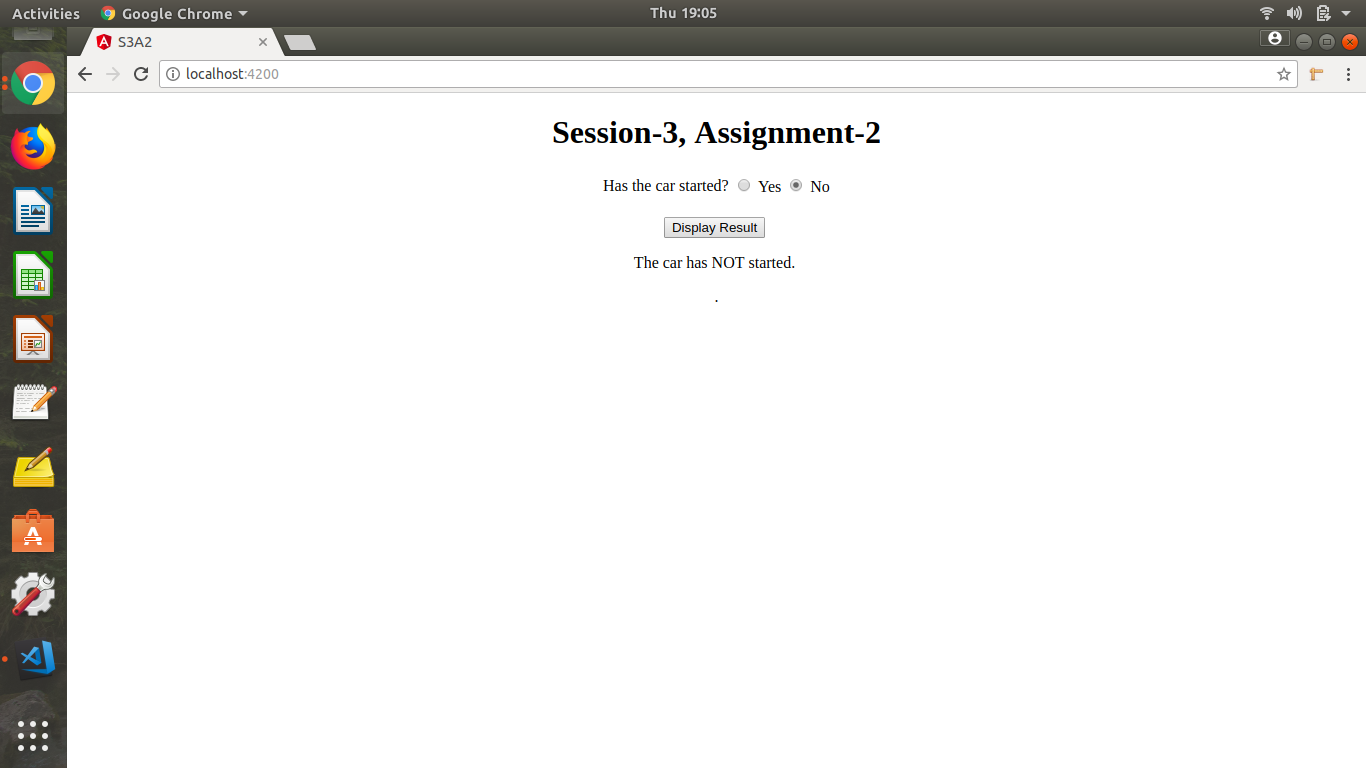 Activities Google Chrome Thu 19:05
S3A2
localhost:4200
Session-3, Assignment-2
Has the car started? Yes No
Display Result
The car has NOT started.
.